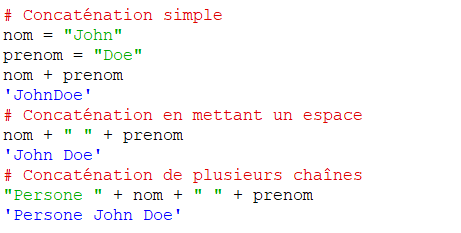 # Concaténation simple
nom = "John"
prenom = "Doe"
nom + prenom
'JohnDoe'
# Concaténation en mettant un espace
nom + " " + prenom
'John Doe'
# Concaténation de plusieurs chaînes
"Persone " + nom + " " + prenom
'Persone John Doe'